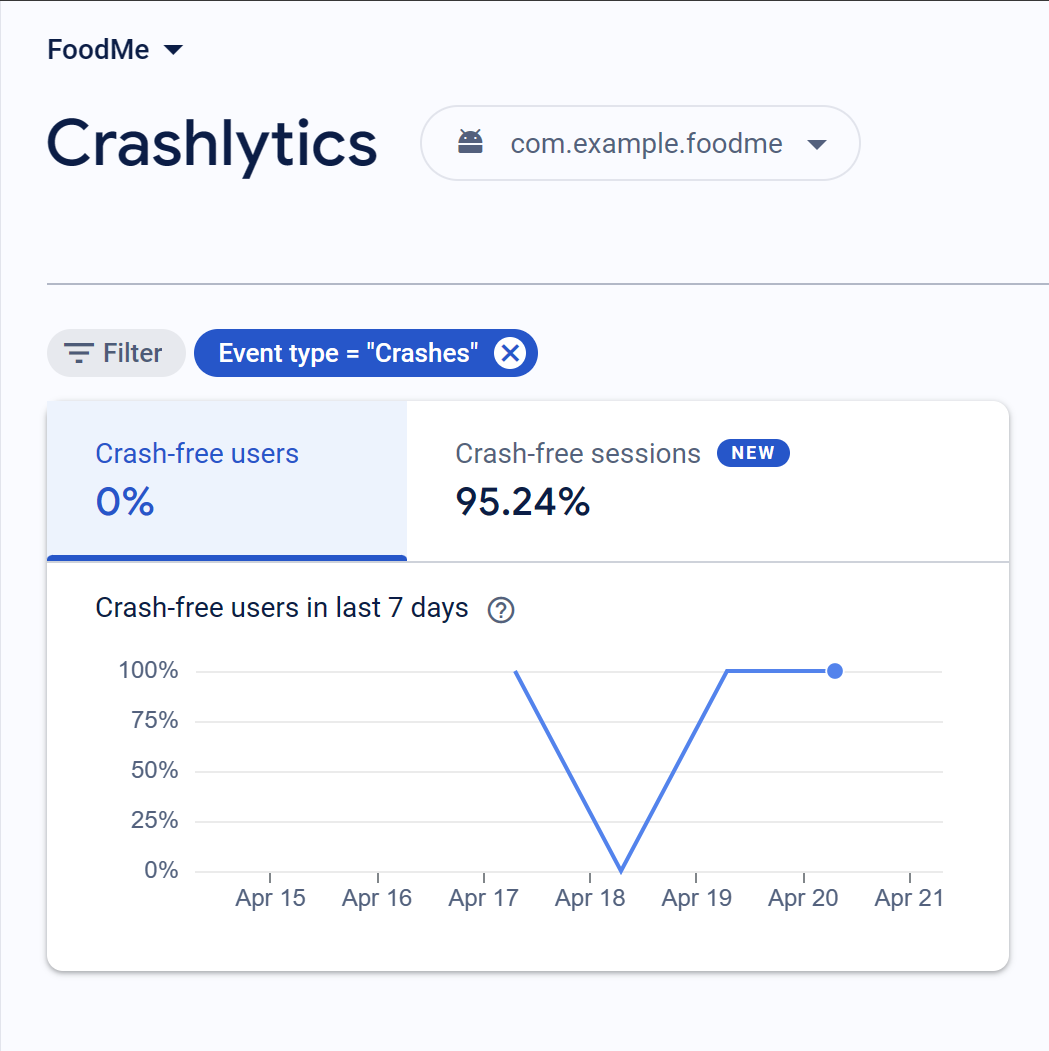 FoodMe
Crashlytics com.example.foodme
Filter Event type = "Crashes"
Crash-free users Crash-free sessions NEW
0% 95.24%
Crash-free users in last 7 days ?
100%
75%
50%
25%
0%
Apr 15 Apr 16 Apr 17 Apr 18 Apr 19 Apr 20 Apr 21